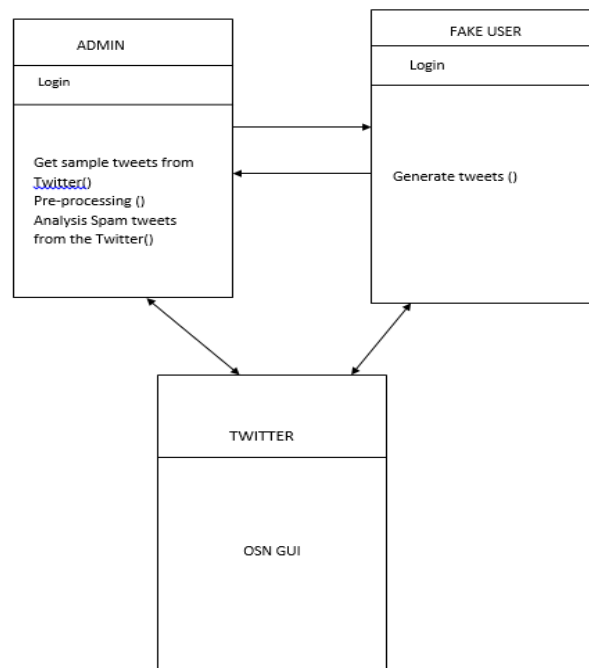 ADMIN
Login
Get sample tweets from
Twitter()
Pre-processing ()
Analysis Spam tweets
from the Twitter()
FAKE USER
Login
Generate tweets ()
TWITTER
OSN GUI